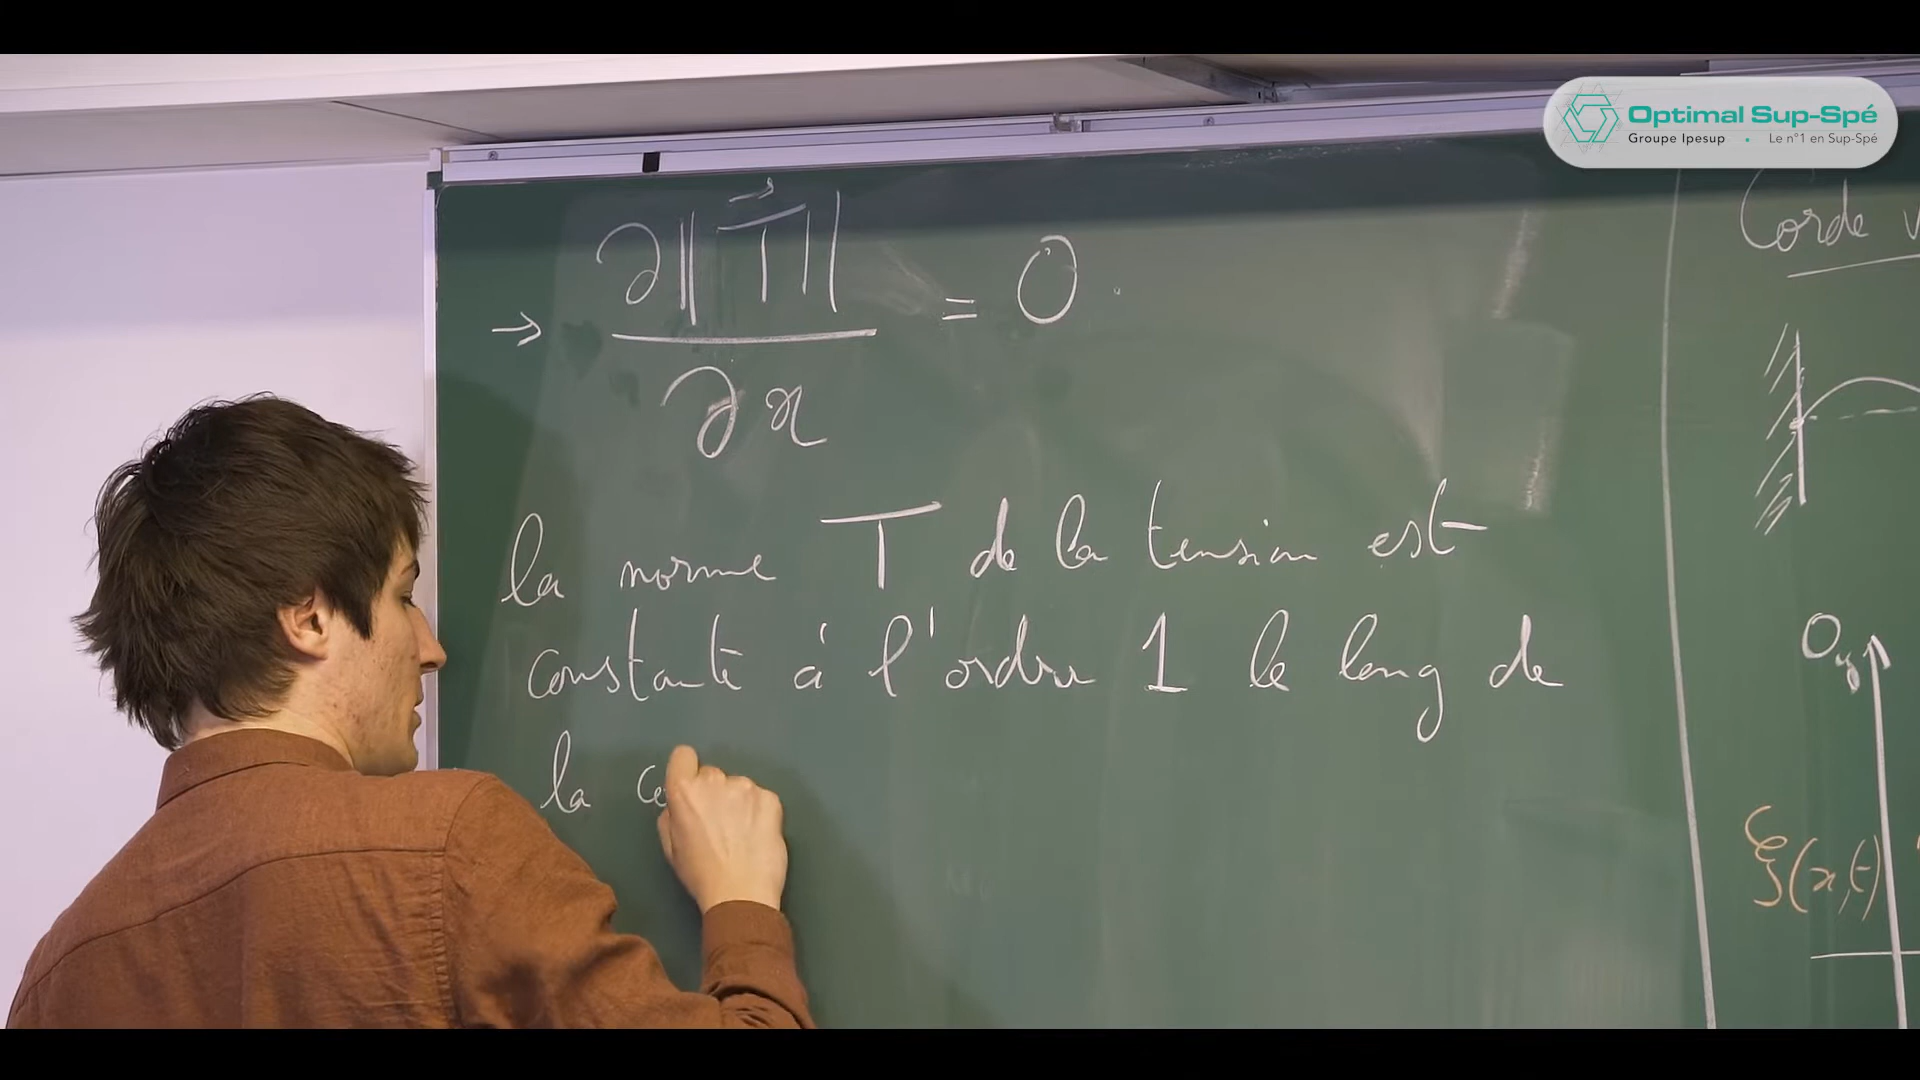 Optimal Sup-Spé
Groupe Ipesup • Le n°1 en Sup-Spé
→ ∂||T⃗|| / ∂x = 0.
la norme T de la tension est
constante à l'ordre 1 le long de
la co
Corde v
Oy
ξ(x,t)